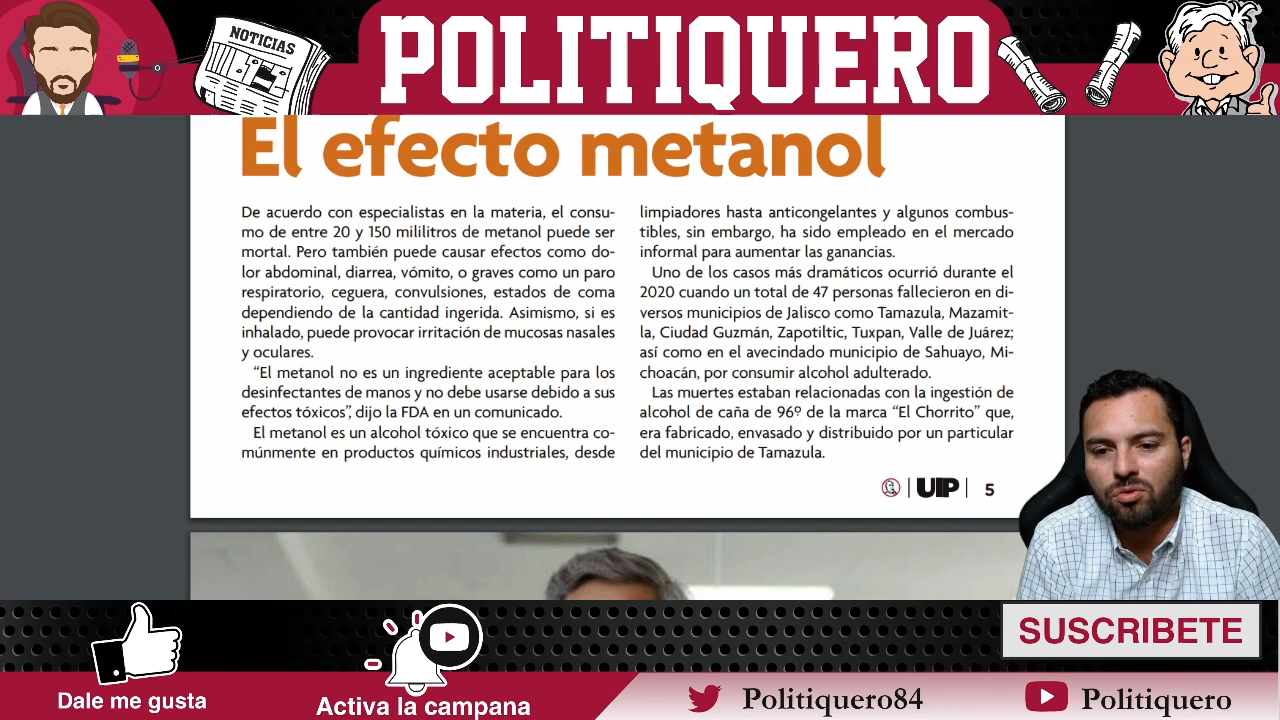 NOTICIAS
POLITIQUERO
El efecto metanol
De acuerdo con especialistas en la materia, el consu-
mo de entre 20 y 150 mililitros de metanol puede ser
mortal. Pero también puede causar efectos como do-
lor abdominal, diarrea, vómito, o graves como un paro
respiratorio, ceguera, convulsiones, estados de coma
dependiendo de la cantidad ingerida. Asimismo, si es
inhalado, puede provocar irritación de mucosas nasales
y oculares.
“El metanol no es un ingrediente aceptable para los
desinfectantes de manos y no debe usarse debido a sus
efectos tóxicos”, dijo la FDA en un comunicado.
El metanol es un alcohol tóxico que se encuentra co-
múnmente en productos químicos industriales, desde
limpiadores hasta anticongelantes y algunos combus-
tibles, sin embargo, ha sido empleado en el mercado
informal para aumentar las ganancias.
Uno de los casos más dramáticos ocurrió durante el
2020 cuando un total de 47 personas fallecieron en di-
versos municipios de Jalisco como Tamazula, Mazamit-
la, Ciudad Guzmán, Zapotiltic, Tuxpan, Valle de Juárez;
así como en el avecindado municipio de Sahuayo, Mi-
choacán, por consumir alcohol adulterado.
Las muertes estaban relacionadas con la ingestión de
alcohol de caña de 96º de la marca “El Chorrito” que,
era fabricado, envasado y distribuido por un particular
del municipio de Tamazula.
| UIP | 5
SUSCRIBETE
Dale me gusta
Activa la campana
Politiquero84
Politiquero